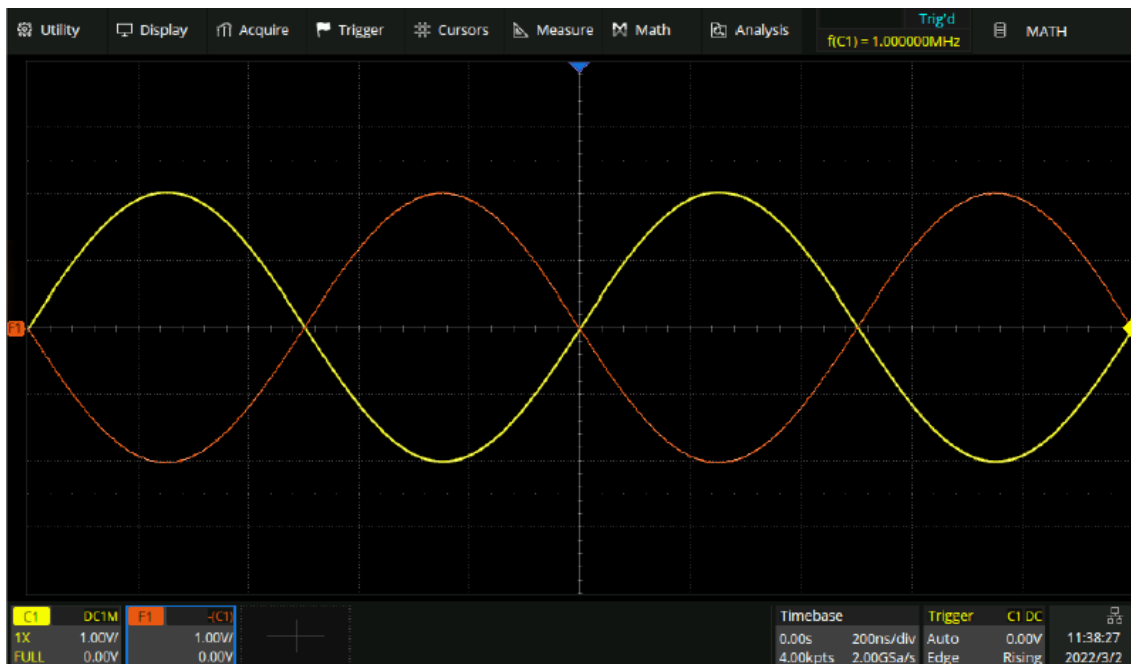 Utility Display Acquire Trigger Cursors Measure Math Analysis
Trig'd
f(C1) = 1.000000MHz
MATH
F1
C1 DC1M
1X 1.00V/
FULL 0.00V
F1 -(C1)
1.00V/
0.00V
Timebase
0.00s 200ns/div
4.00kpts 2.00GSa/s
Trigger C1 DC
Auto 0.00V
Edge Rising
11:38:27
2022/3/2